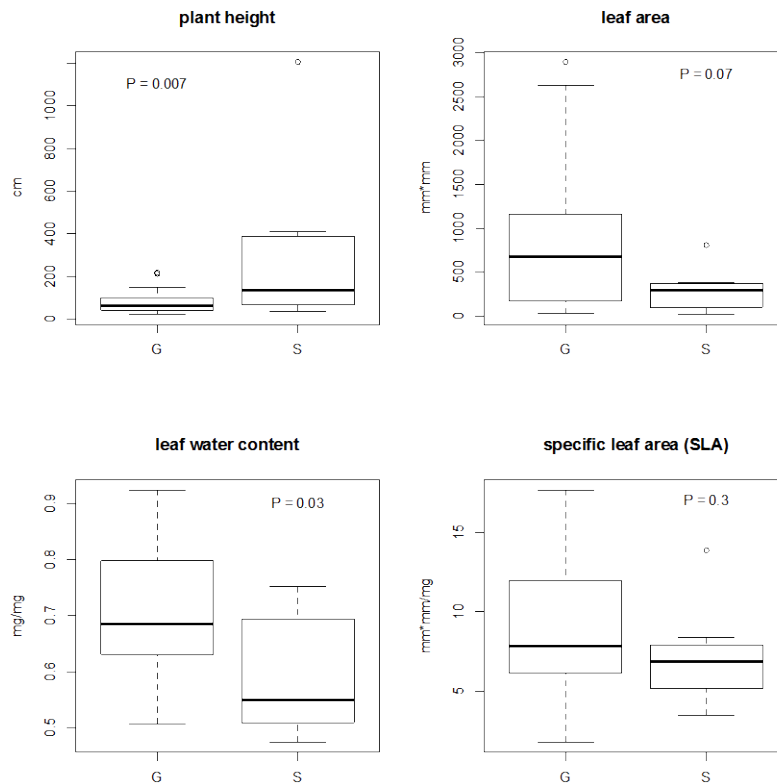 plant height
P = 0.007
cm
0
200
400
600
800
1000
G
S
leaf area
P = 0.07
mm*mm
0
500
1000
1500
2000
2500
3000
G
S
leaf water content
P = 0.03
mg/mg
0.5
0.6
0.7
0.8
0.9
G
S
specific leaf area (SLA)
P = 0.3
mm*mm/mg
5
10
15
G
S